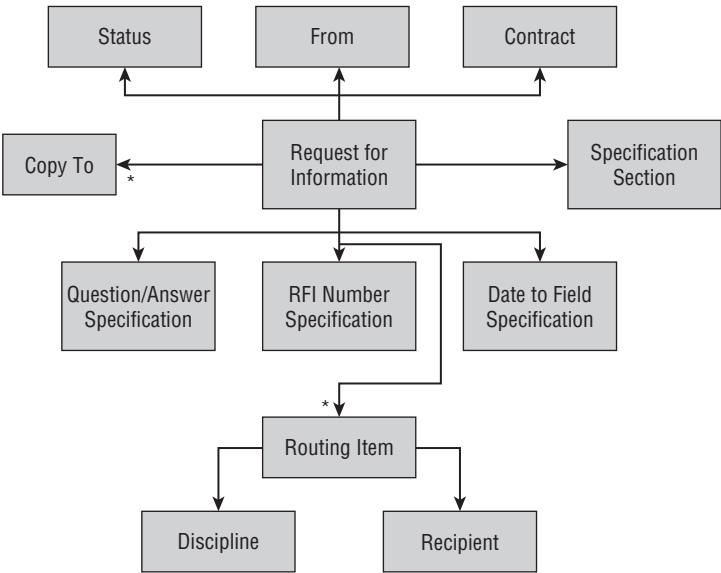 Status
From
Contract
Copy To
*
Request for
Information
Specification
Section
Question/Answer
Specification
RFI Number
Specification
Date to Field
Specification
*
Routing Item
Discipline
Recipient